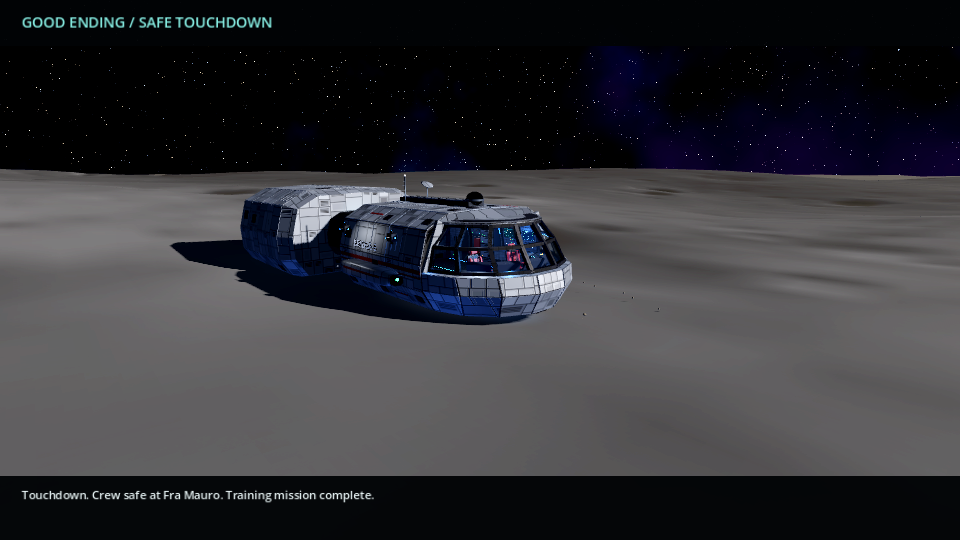 GOOD ENDING / SAFE TOUCHDOWN
Touchdown. Crew safe at Fra Mauro. Training mission complete.